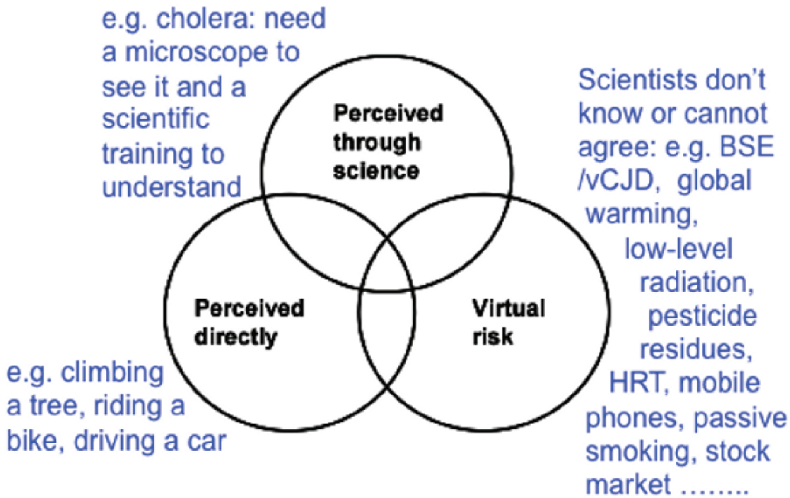 e.g. cholera: need
a microscope to
see it and a
scientific
training to
understand
Perceived
through
science
Scientists don't
know or cannot
agree: e.g. BSE
/vCJD, global
warming,
low-level
radiation,
pesticide
residues,
HRT, mobile
phones, passive
smoking, stock
market ........
Perceived
directly
Virtual
risk
e.g. climbing
a tree, riding a
bike, driving a car